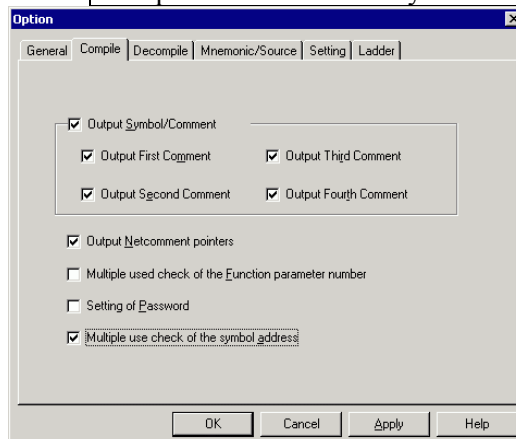 Option
General Compile Decompile Mnemonic/Source Setting Ladder
Output Symbol/Comment
Output First Comment Output Third Comment
Output Second Comment Output Fourth Comment
Output Netcomment pointers
Multiple used check of the Function parameter number
Setting of Password
Multiple use check of the symbol address
OK Cancel Apply Help